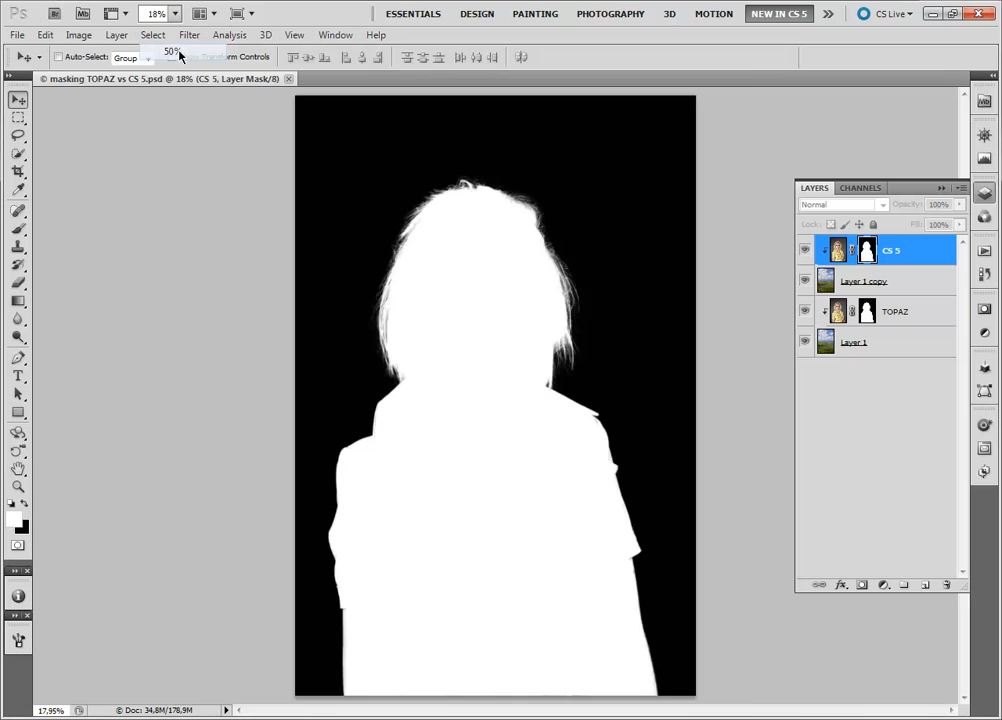 Ps Br Mb 18% ESSENTIALS DESIGN PAINTING PHOTOGRAPHY 3D MOTION NEW IN CS 5 CS Live
File Edit Image Layer Select Filter Analysis 3D View Window Help
50%
Auto-Select: Group Transform Controls
© masking TOPAZ vs CS 5.psd @ 18% (CS 5, Layer Mask/8)
LAYERS CHANNELS
Normal Opacity: 100%
Lock: Fill: 100%
CS 5
Layer 1 copy
TOPAZ
Layer 1
17,95% © Doc: 34,8M/178,9M